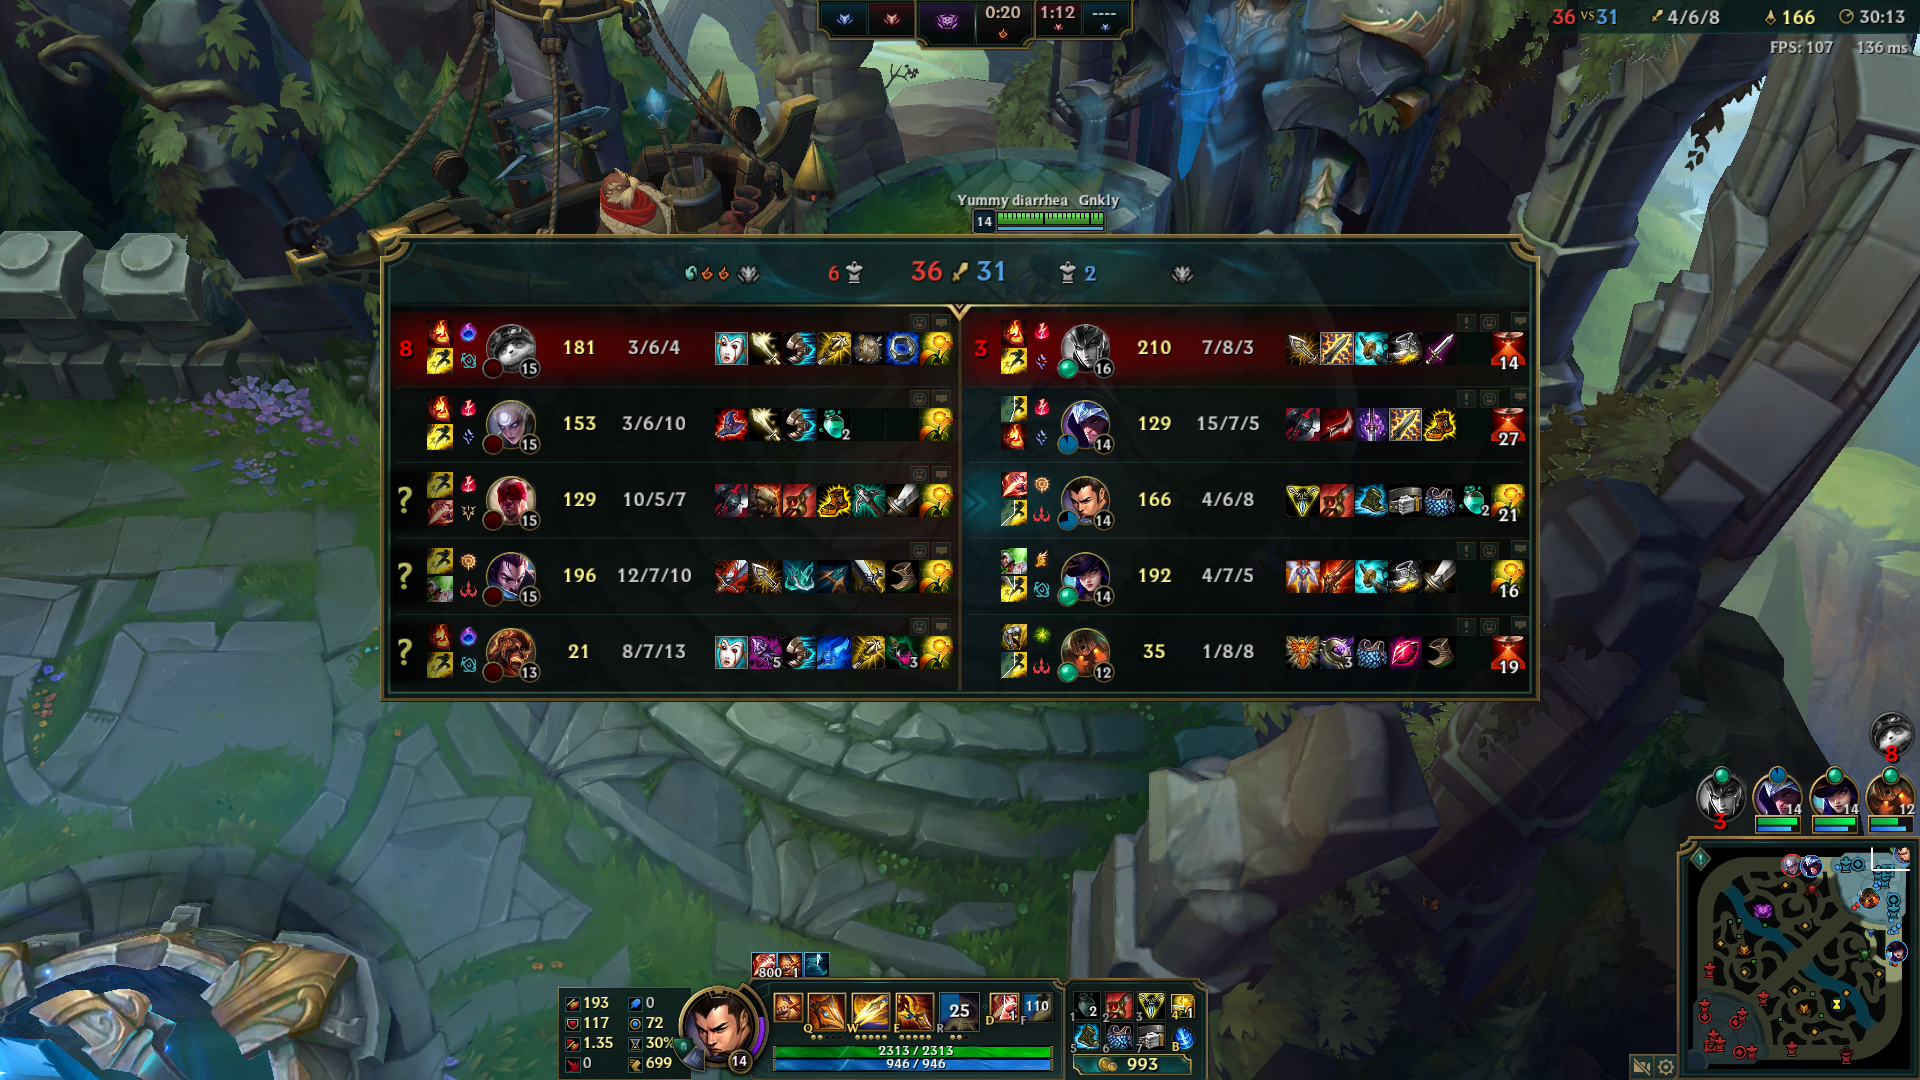 0:20 1:12 ----
36 vs 31 4/6/8 166 30:13
FPS: 107 136 ms
Yummy diarrhea Gnkly
14
6 36 31 2
8 15 181 3/6/4
3 16 210 7/8/3 14
15 153 3/6/10 2
14 129 15/7/5 27
? 15 129 10/5/7
14 166 4/6/8 2 21
? 15 196 12/7/10
14 192 4/7/5 16
? 13 21 8/7/13 5 3
12 35 1/8/8 3 19
8
3 14 14 12
800 1
193 0
117 72
1.35 30%
0 699
14
Q W E R 25 D 1 F 110
2313 / 2313
946 / 946
1 2 2 3 4 1
5 6 7 B
993